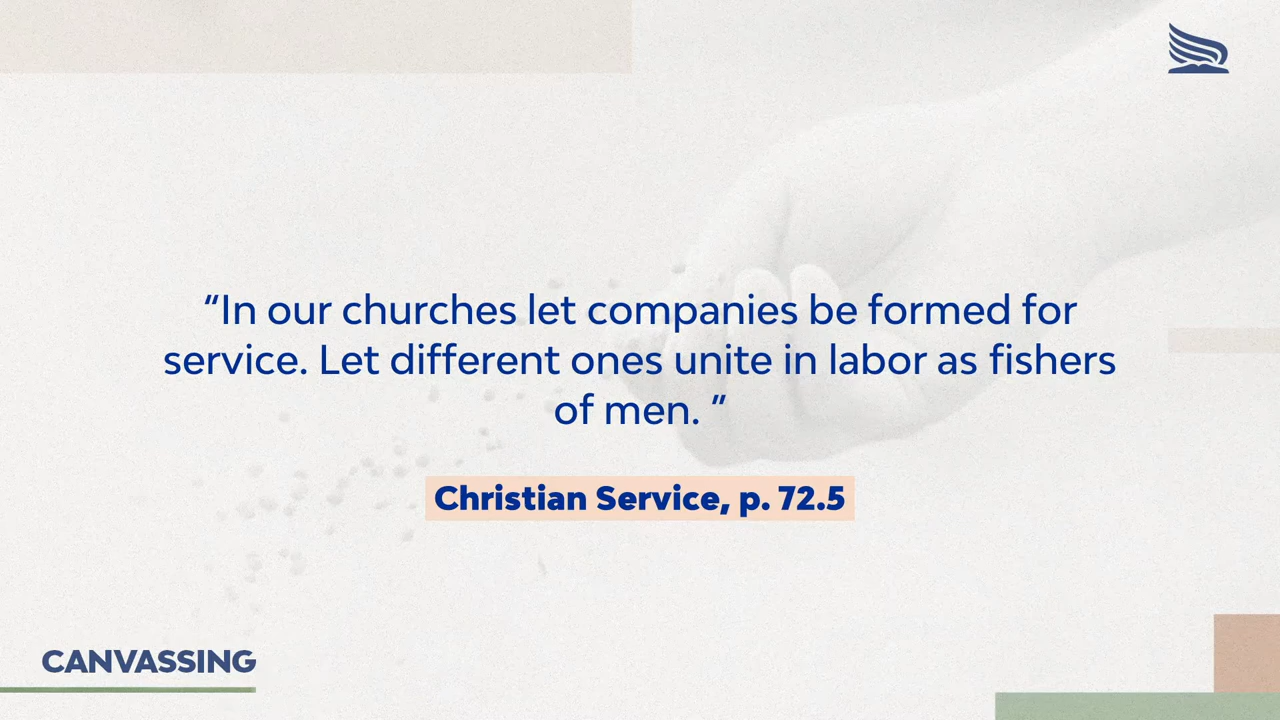 “In our churches let companies be formed for
service. Let different ones unite in labor as fishers
of men. ”
Christian Service, p. 72.5
CANVASSING